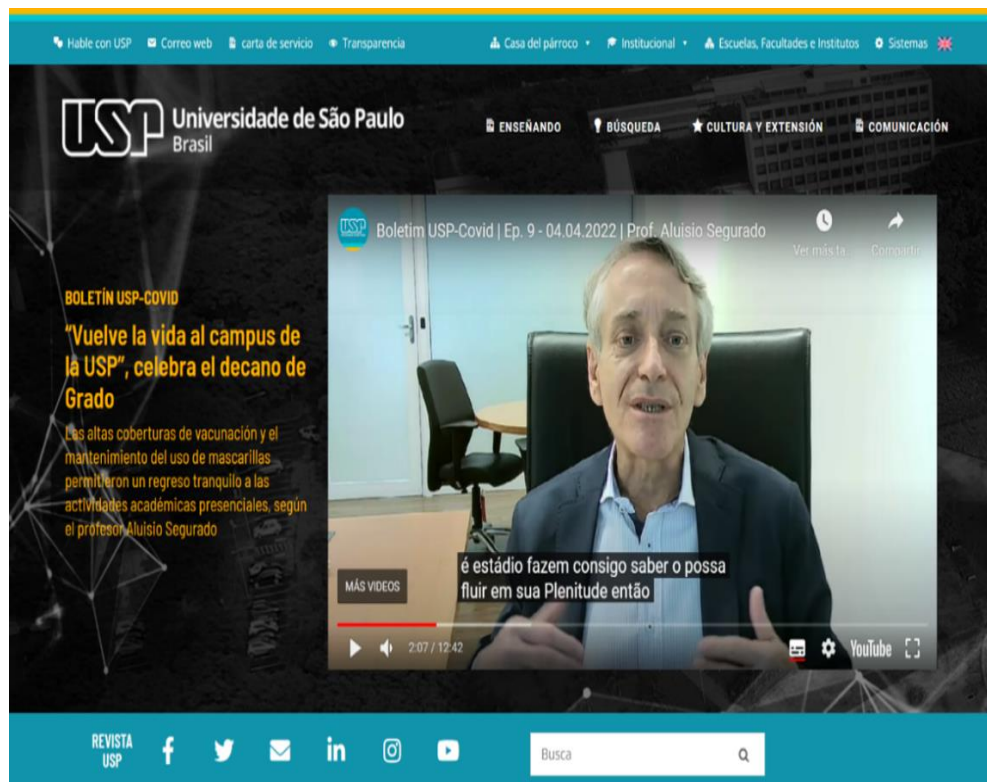 Hable con USP Correo web carta de servicio Transparencia Casa del párroco Institucional Escuelas, Facultades e Institutos Sistemas
USP Universidade de São Paulo
Brasil
ENSEÑANDO BÚSQUEDA CULTURA Y EXTENSIÓN COMUNICACIÓN
BOLETÍN USP-COVID
“Vuelve la vida al campus de
la USP”, celebra el decano de
Grado
Las altas coberturas de vacunación y el
mantenimiento del uso de mascarillas
permitieron un regreso tranquilo a las
actividades académicas presenciales, según
el profesor Aluisio Segurado
USP Boletim USP-Covid | Ep. 9 - 04.04.2022 | Prof. Aluisio Segurado
Ver más ta Compartir
é estádio fazem consigo saber o possa
fluir em sua Plenitude então
MÁS VIDEOS
2:07 / 12:42 YouTube
REVISTA
USP
Busca